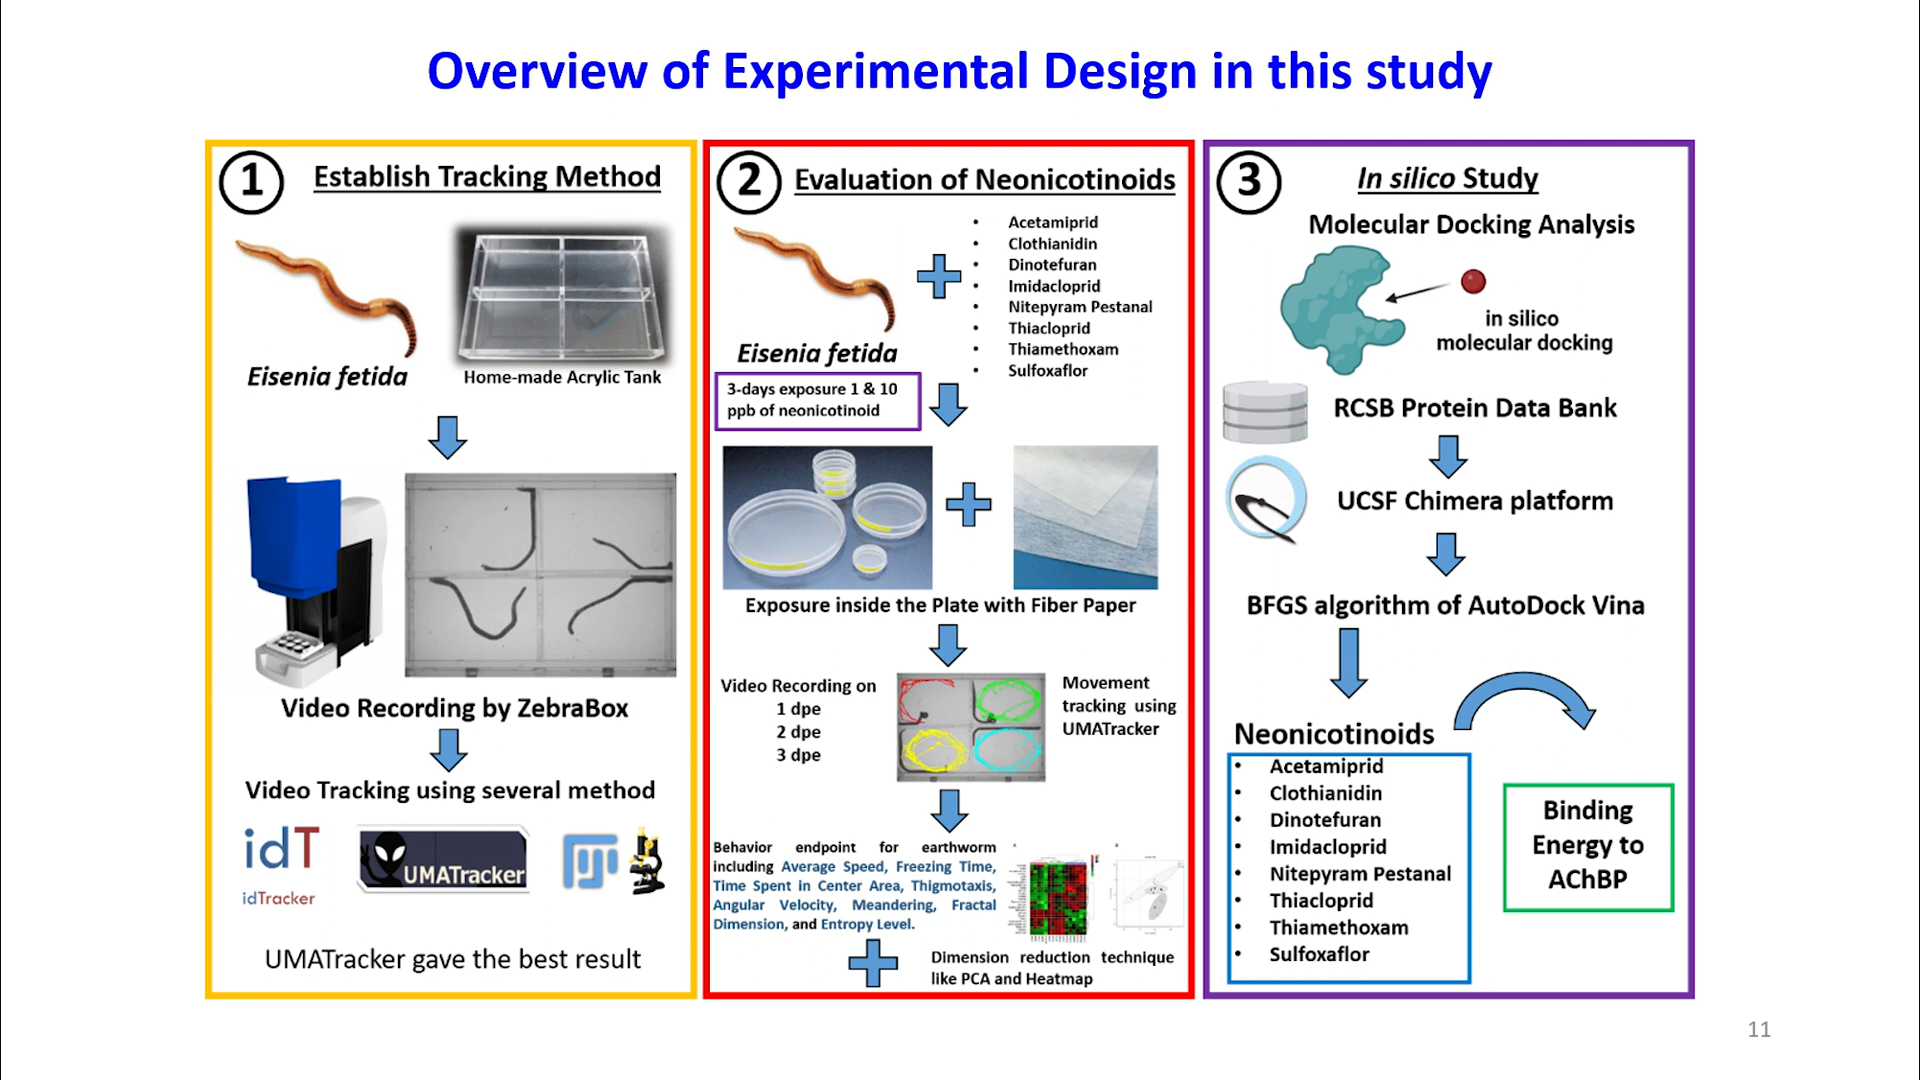 Overview of Experimental Design in this study
1
Establish Tracking Method
Eisenia fetida
Home-made Acrylic Tank
Video Recording by ZebraBox
Video Tracking using several method
idT
idTracker
UMATracker
UMATracker gave the best result
2
Evaluation of Neonicotinoids
• Acetamiprid
• Clothianidin
• Dinotefuran
• Imidacloprid
• Nitepyram Pestanal
• Thiacloprid
• Thiamethoxam
• Sulfoxaflor
Eisenia fetida
3-days exposure 1 & 10
ppb of neonicotinoid
Exposure inside the Plate with Fiber Paper
Video Recording on
1 dpe
2 dpe
3 dpe
Movement
tracking using
UMATracker
Behavior endpoint for earthworm
including Average Speed, Freezing Time,
Time Spent in Center Area, Thigmotaxis,
Angular Velocity, Meandering, Fractal
Dimension, and Entropy Level.
Dimension reduction technique
like PCA and Heatmap
3
In silico Study
Molecular Docking Analysis
in silico
molecular docking
RCSB Protein Data Bank
UCSF Chimera platform
BFGS algorithm of AutoDock Vina
Neonicotinoids
• Acetamiprid
• Clothianidin
• Dinotefuran
• Imidacloprid
• Nitepyram Pestanal
• Thiacloprid
• Thiamethoxam
• Sulfoxaflor
Binding
Energy to
AChBP
11